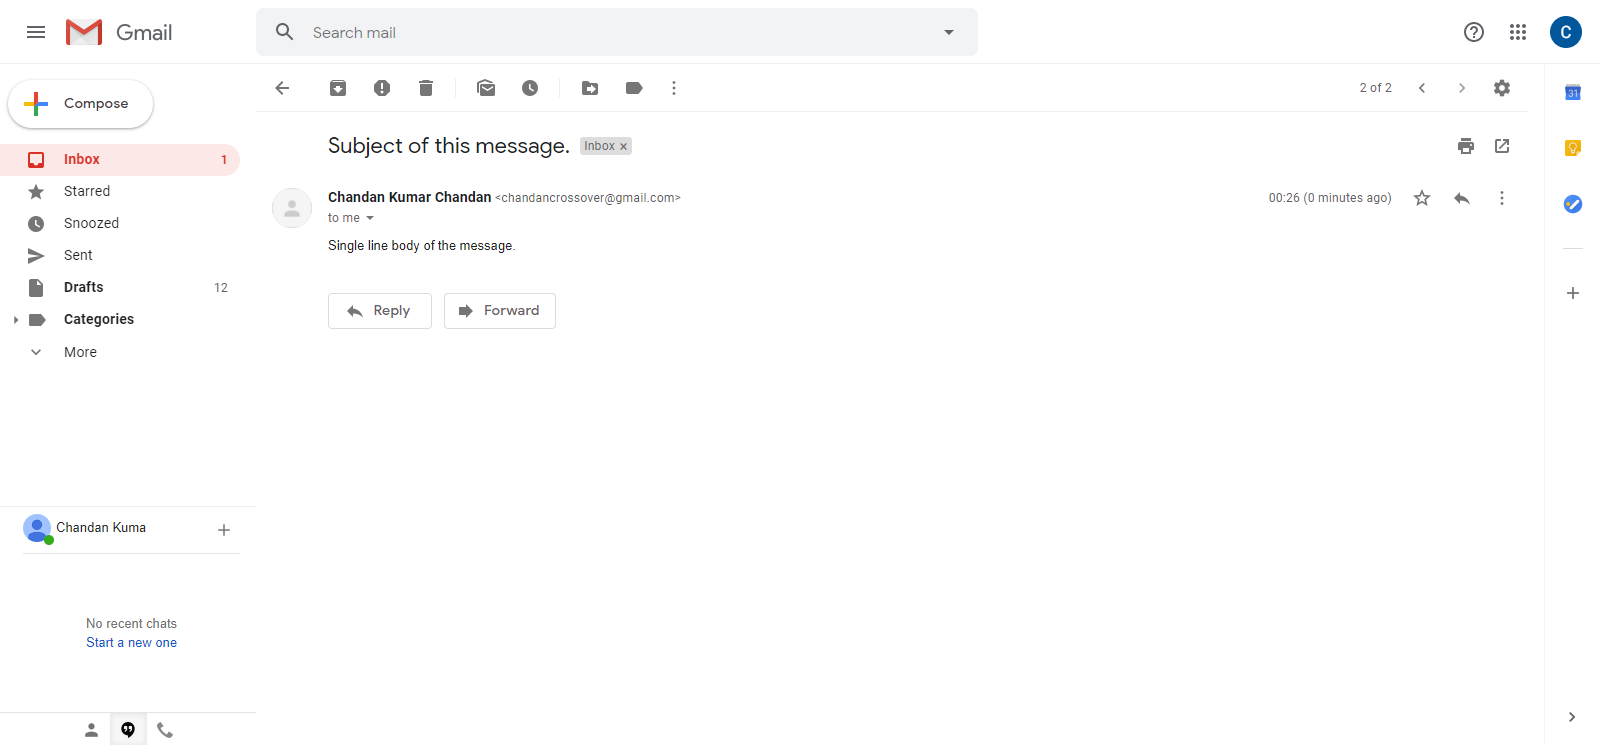 Gmail
Search mail
C
Compose
2 of 2
31
Inbox 1
Starred
Snoozed
Sent
Drafts 12
Categories
More
Subject of this message. Inbox ×
Chandan Kumar Chandan <chandancrossover@gmail.com> 00:26 (0 minutes ago)
to me
Single line body of the message.
Reply Forward
Chandan Kuma
No recent chats
Start a new one